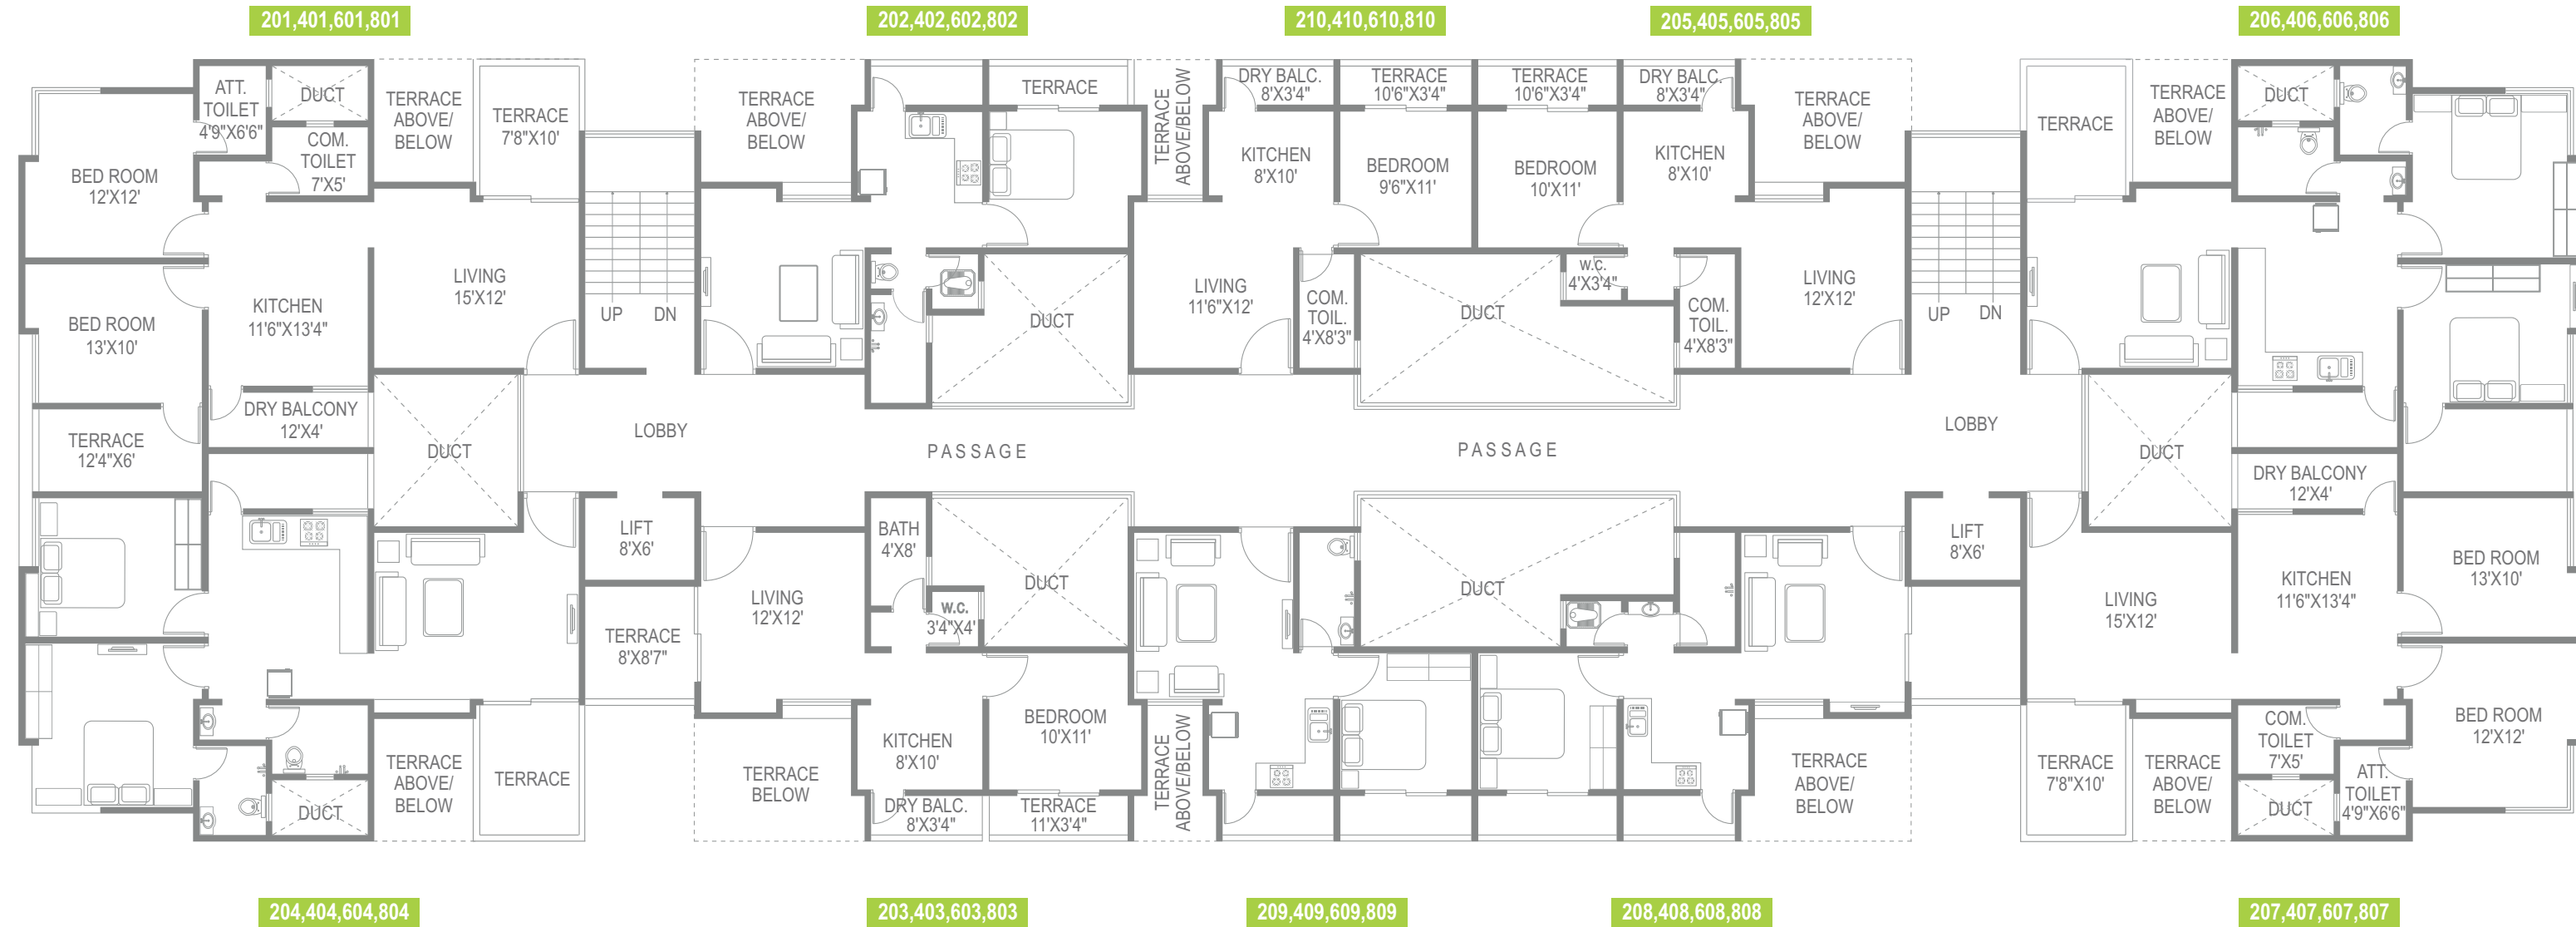 201,401,601,801
202,402,602,802
210,410,610,810
205,405,605,805
206,406,606,806
ATT.
TOILET
4'9"X6'6"
DUCT
COM.
TOILET
7'X5'
TERRACE
ABOVE/
BELOW
TERRACE
7'8"X10'
BED ROOM
12'X12'
BED ROOM
13'X10'
TERRACE
12'4"X6'
KITCHEN
11'6"X13'4"
DRY BALCONY
12'X4'
LIVING
15'X12'
DUCT
UP
DN
LOBBY
TERRACE
ABOVE/
BELOW
TERRACE
DUCT
PASSAGE
TERRACE
ABOVE/BELOW
DRY BALC.
8'X3'4"
TERRACE
10'6"X3'4"
KITCHEN
8'X10'
BEDROOM
9'6"X11'
LIVING
11'6"X12'
COM.
TOIL.
4'X8'3"
TERRACE
10'6"X3'4"
DRY BALC.
8'X3'4"
BEDROOM
10'X11'
KITCHEN
8'X10'
W.C.
4'X3'4"
DUCT
COM.
TOIL.
4'X8'3"
TERRACE
ABOVE/
BELOW
LIVING
12'X12'
PASSAGE
UP
DN
LOBBY
TERRACE
TERRACE
ABOVE/
BELOW
DUCT
DUCT
DRY BALCONY
12'X4'
LIFT
8'X6'
TERRACE
8'X8'7"
LIVING
12'X12'
BATH
4'X8'
W.C.
3'4"X4'
DUCT
KITCHEN
8'X10'
BEDROOM
10'X11'
TERRACE
BELOW
DRY BALC.
8'X3'4"
TERRACE
11'X3'4"
TERRACE
ABOVE/
BELOW
TERRACE
DUCT
TERRACE
ABOVE/BELOW
DUCT
TERRACE
ABOVE/
BELOW
LIFT
8'X6'
LIVING
15'X12'
KITCHEN
11'6"X13'4"
BED ROOM
13'X10'
BED ROOM
12'X12'
COM.
TOILET
7'X5'
TERRACE
7'8"X10'
TERRACE
ABOVE/
BELOW
DUCT
ATT.
TOILET
4'9"X6'6"
204,404,604,804
203,403,603,803
209,409,609,809
208,408,608,808
207,407,607,807